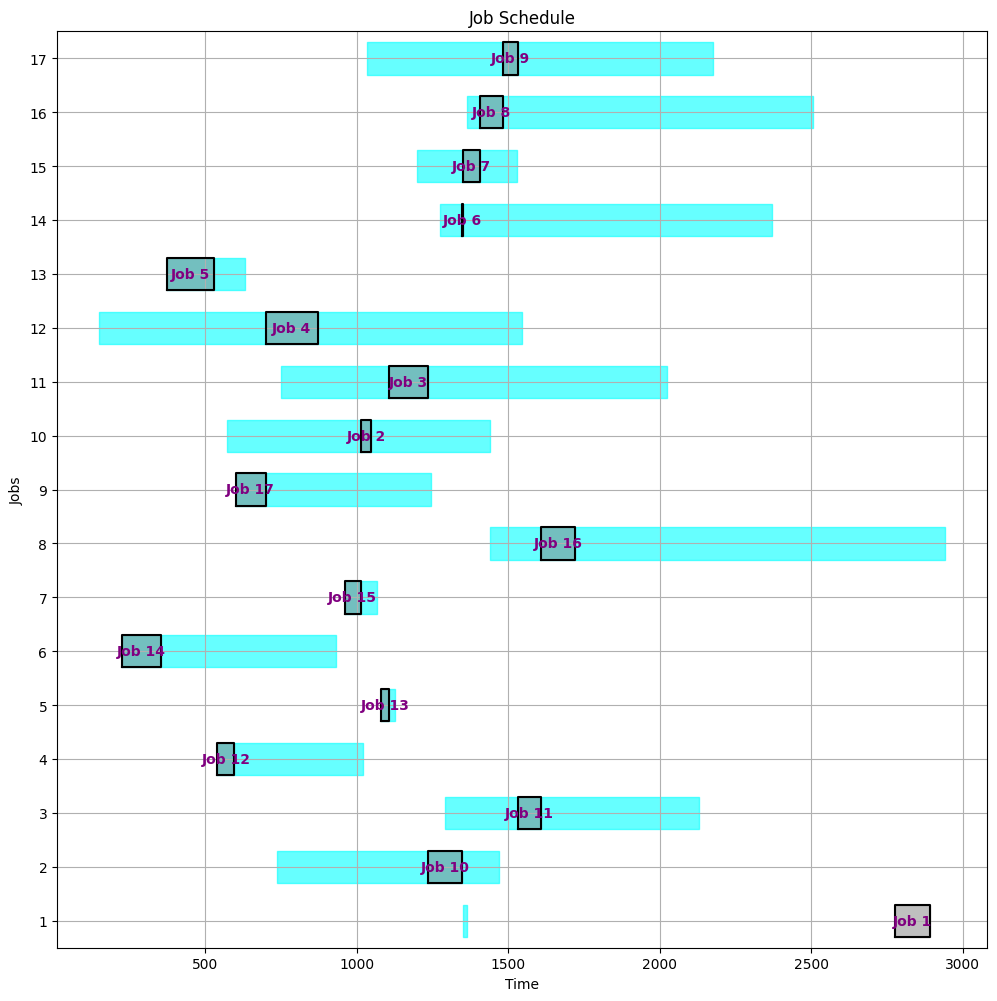 Job Schedule
17
Job 9
16
Job 8
15
Job 7
14
Job 6
13
Job 5
12
Job 4
11
Job 3
10
Job 2
Jobs
9
Job 17
8
Job 16
7
Job 15
6
Job 14
5
Job 13
4
Job 12
3
Job 11
2
Job 10
1
Job 1
500 1000 1500 2000 2500 3000
Time